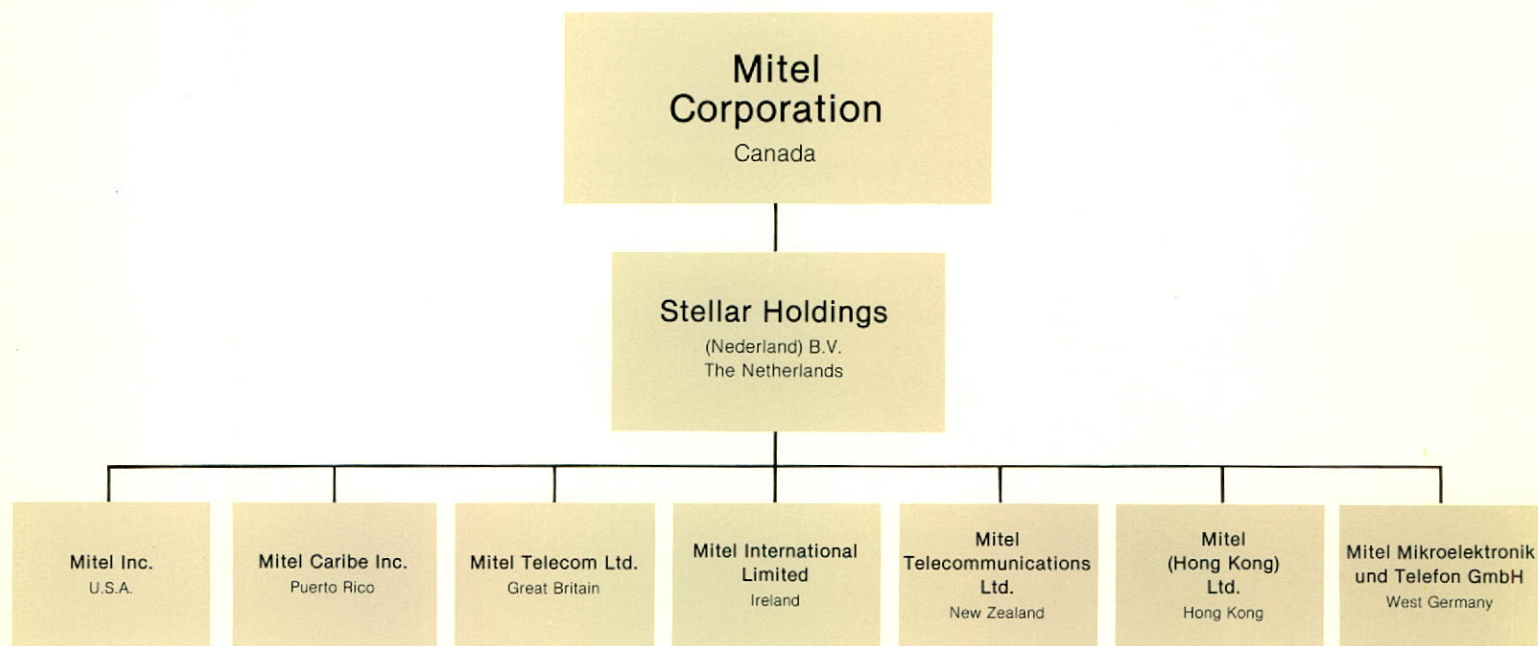 Mitel
Corporation
Canada
Stellar Holdings
(Nederland) B.V.
The Netherlands
Mitel Inc.
U.S.A.
Mitel Caribe Inc.
Puerto Rico
Mitel Telecom Ltd.
Great Britain
Mitel International
Limited
Ireland
Mitel
Telecommunications
Ltd.
New Zealand
Mitel
(Hong Kong)
Ltd.
Hong Kong
Mitel Mikroelektronik
und Telefon GmbH
West Germany